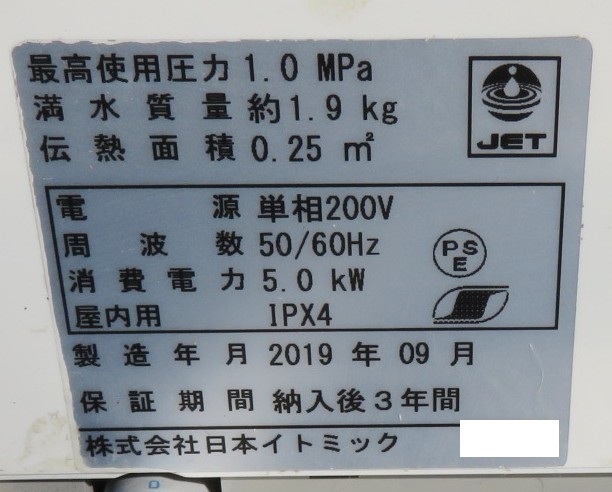 最高使用圧力 1.0 MPa
満水質量 約1.9 kg
伝熱面積 0.25 ㎡
JET
電源 単相200V
周波数 50/60Hz
消費電力 5.0 kW
屋内用 IPX4
PSE
製造年月 2019 年 09 月
保証期間 納入後3年間
株式会社日本イトミック